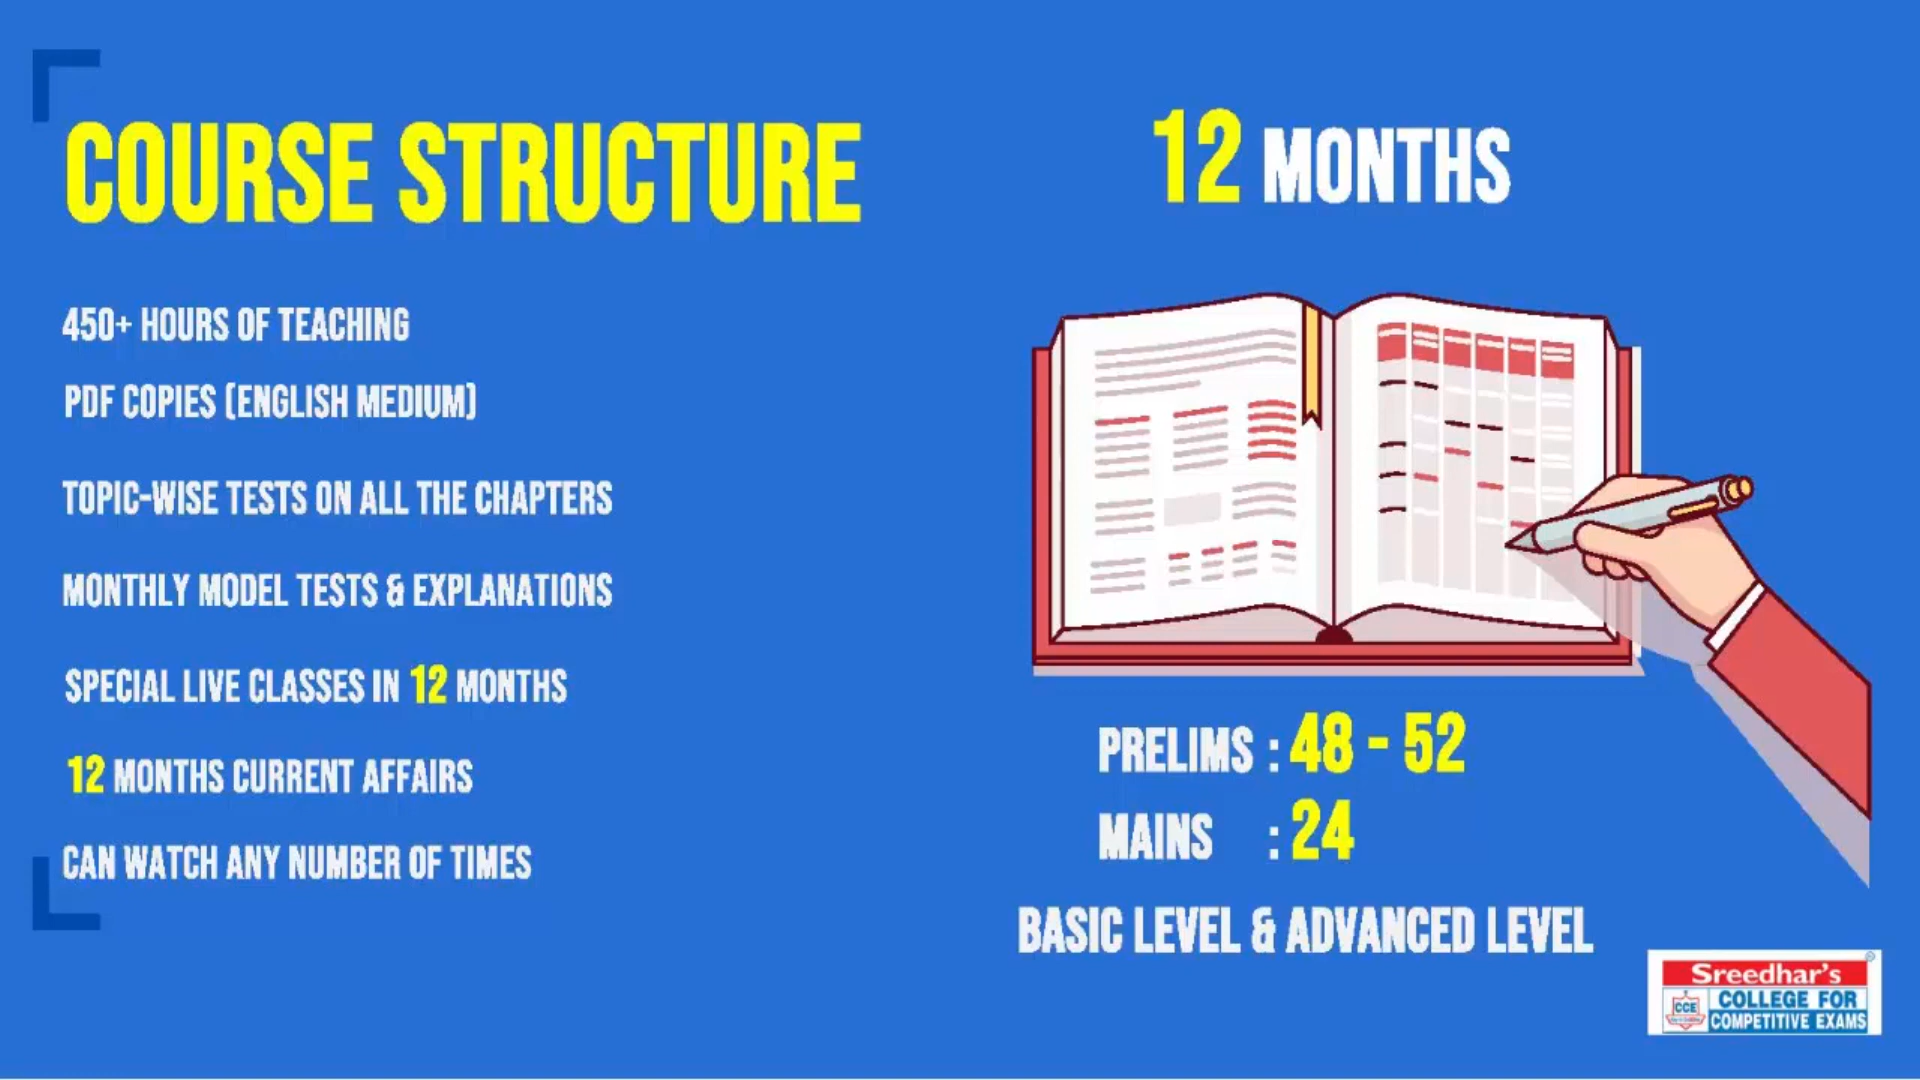 COURSE STRUCTURE
450+ HOURS OF TEACHING
PDF COPIES (ENGLISH MEDIUM)
TOPIC-WISE TESTS ON ALL THE CHAPTERS
MONTHLY MODEL TESTS & EXPLANATIONS
SPECIAL LIVE CLASSES IN 12 MONTHS
12 MONTHS CURRENT AFFAIRS
CAN WATCH ANY NUMBER OF TIMES
12 MONTHS
PRELIMS : 48 - 52
MAINS : 24
BASIC LEVEL & ADVANCED LEVEL
Sreedhar's
CCE
COLLEGE FOR
COMPETITIVE EXAMS